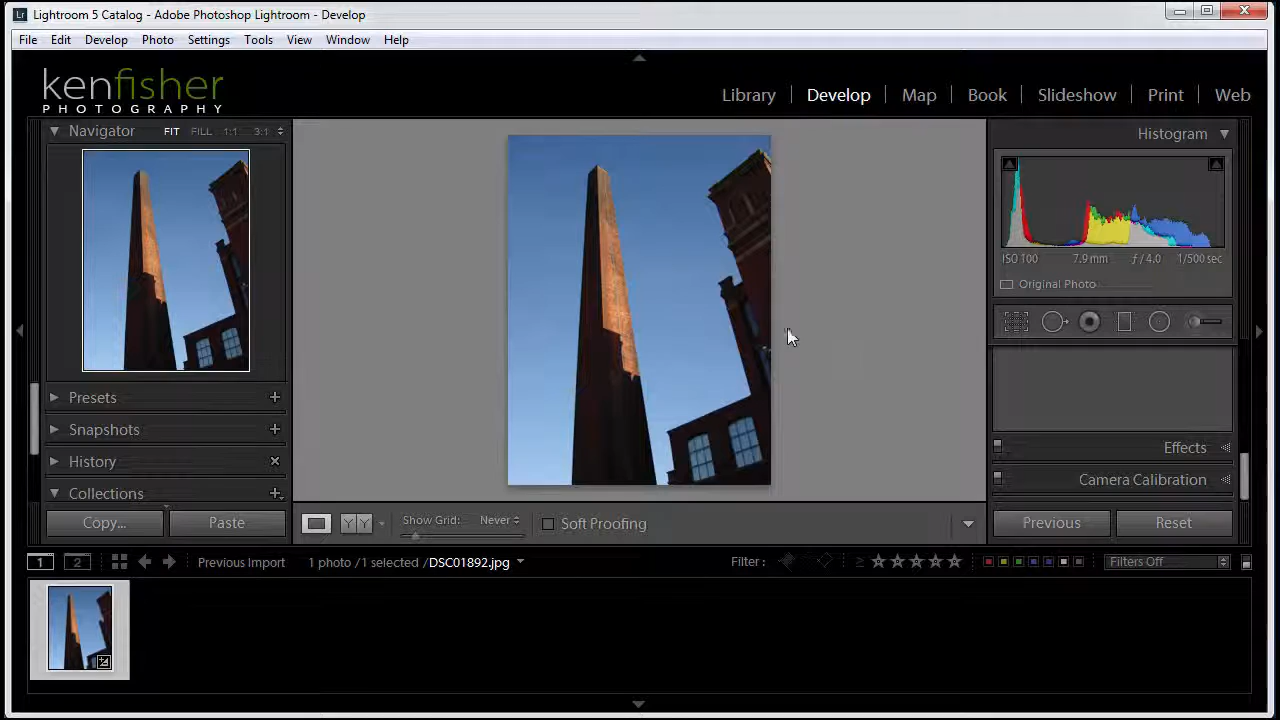 Lr Lightroom 5 Catalog - Adobe Photoshop Lightroom - Develop
File Edit Develop Photo Settings Tools View Window Help
kenfisher
PHOTOGRAPHY
Library Develop Map Book Slideshow Print Web
Navigator FIT FILL 1:1 3:1
Histogram
ISO 100 7.9 mm ƒ / 4.0 1/500 sec
Original Photo
Presets
Snapshots
History
Collections
Effects
Camera Calibration
Copy... Paste
YY Show Grid: Never Soft Proofing
Previous Reset
1 2 Previous Import 1 photo /1 selected /DSC01892.jpg Filter : ≥ Filters Off